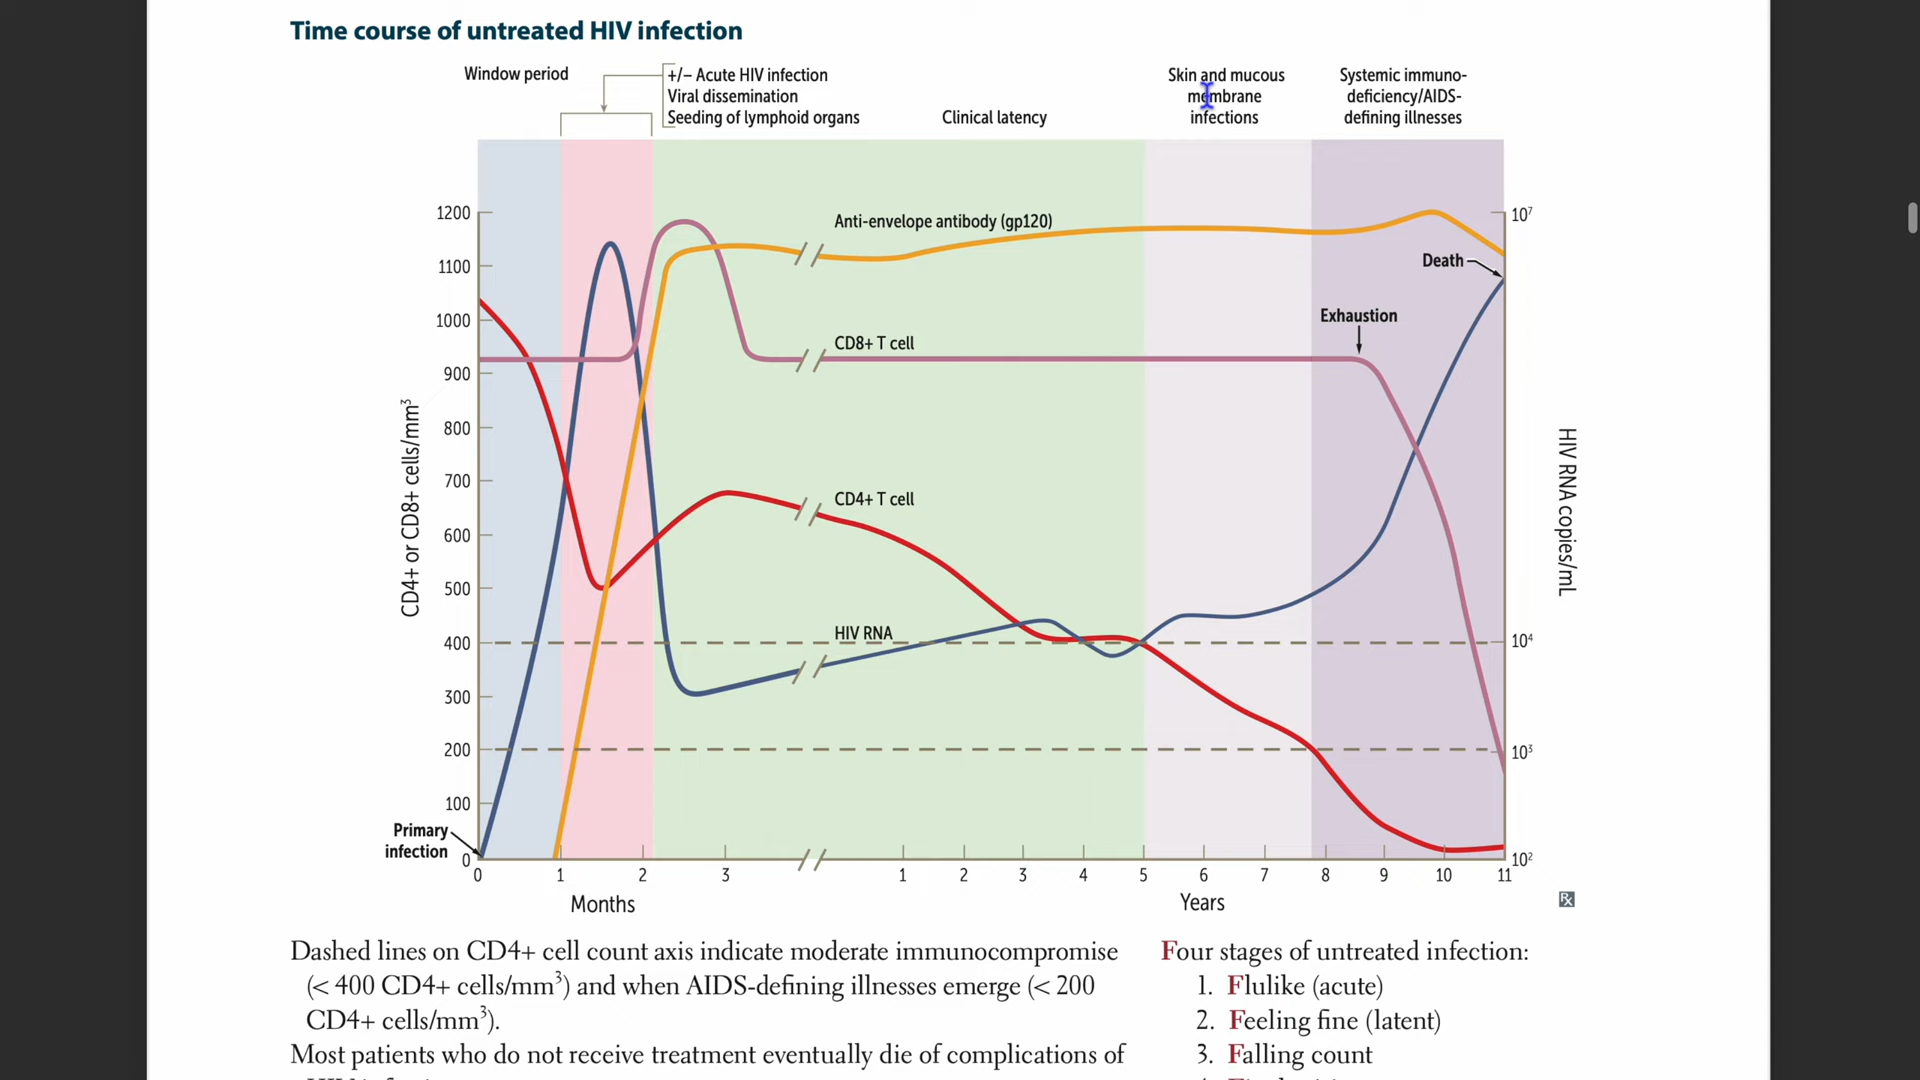 Time course of untreated HIV infection
Window period
+/– Acute HIV infection
Viral dissemination
Seeding of lymphoid organs
Clinical latency
Skin and mucous
membrane
infections
Systemic immuno-
deficiency/AIDS-
defining illnesses
1200
1100
1000
900
800
700
600
500
400
300
200
100
0
CD4+ or CD8+ cells/mm³
Anti-envelope antibody (gp120)
CD8+ T cell
CD4+ T cell
HIV RNA
Death
Exhaustion
Primary
infection
10⁷
10⁴
10³
10²
HIV RNA copies/mL
0 1 2 3 1 2 3 4 5 6 7 8 9 10 11
Months
Years
Rx
Dashed lines on CD4+ cell count axis indicate moderate immunocompromise
(< 400 CD4+ cells/mm³) and when AIDS-defining illnesses emerge (< 200
CD4+ cells/mm³).
Most patients who do not receive treatment eventually die of complications of
Four stages of untreated infection:
1. Flulike (acute)
2. Feeling fine (latent)
3. Falling count